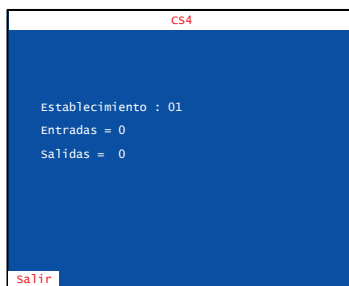 CS4
Establecimiento : 01
Entradas = 0
Salidas =  0
Salir